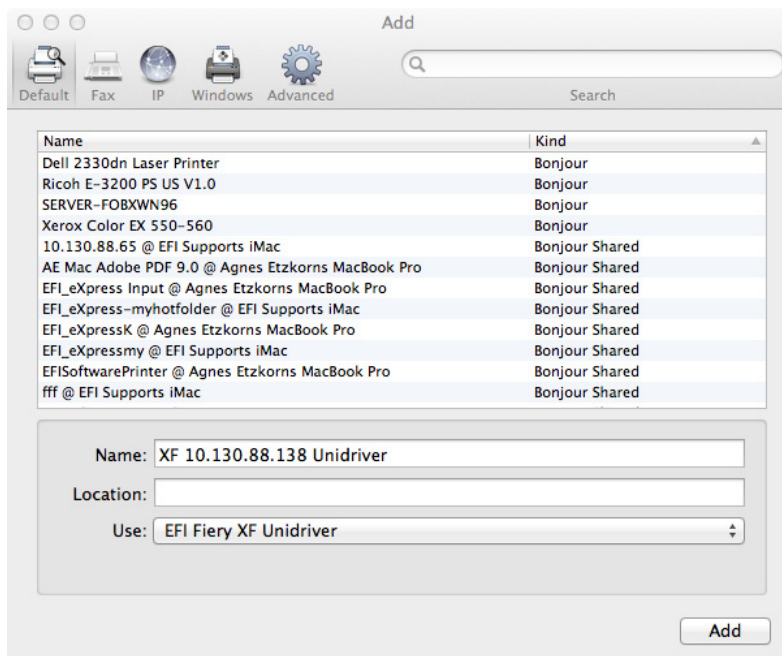 Add
Default Fax IP Windows Advanced Search
Name Kind
Dell 2330dn Laser Printer Bonjour
Ricoh E-3200 PS US V1.0 Bonjour
SERVER-FOBXWN96 Bonjour
Xerox Color EX 550-560 Bonjour
10.130.88.65 @ EFI Supports iMac Bonjour Shared
AE Mac Adobe PDF 9.0 @ Agnes Etzkorns MacBook Pro Bonjour Shared
EFI_eXpress Input @ Agnes Etzkorns MacBook Pro Bonjour Shared
EFI_eXpress-myhotfolder @ EFI Supports iMac Bonjour Shared
EFI_eXpressK @ Agnes Etzkorns MacBook Pro Bonjour Shared
EFI_eXpressmy @ EFI Supports iMac Bonjour Shared
EFISoftwarePrinter @ Agnes Etzkorns MacBook Pro Bonjour Shared
fff @ EFI Supports iMac Bonjour Shared
Name: XF 10.130.88.138 Unidriver
Location:
Use: EFI Fiery XF Unidriver
Add